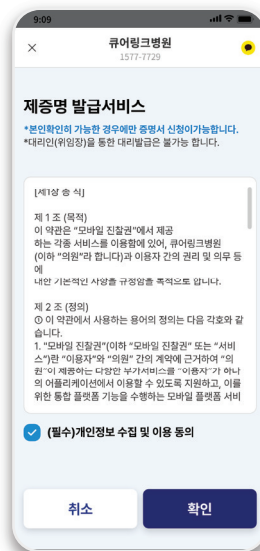 9:09
큐어링크병원
1577-7729
제증명 발급서비스
*본인확인히 가능한 경우에만 증명서 신청이가능합니다.
*대리인(위임장)을 통한 대리발급은 불가능 합니다.
[제1장 총 칙]
제 1 조 (목적)
이 약관은 “모바일 진찰권”에서 제공
하는 각종 서비스를 이용함에 있어, 큐어링크병원
(이하 “의원”라 합니다)과 이용자 간의 권리 및 의무 등
에
대한 기본적인 사항을 규정함을 목적으로 합니다.
제 2 조 (정의)
① 이 약관에서 사용하는 용어의 정의는 다음 각호와 같
습니다.
1. “모바일 진찰권”(이하 “모바일 진찰권” 또는 “서비
스”)란 “이용자”와 “의원” 간의 계약에 근거하여 “의
원”이 제공하는 다양한 부가서비스를 “이용자”가 하나
의 어플리케이션에서 이용할 수 있도록 지원하고, 이를
위한 통합 플랫폼 기능을 수행하는 모바일 플랫폼 서비
(필수)개인정보 수집 및 이용 동의
취소
확인